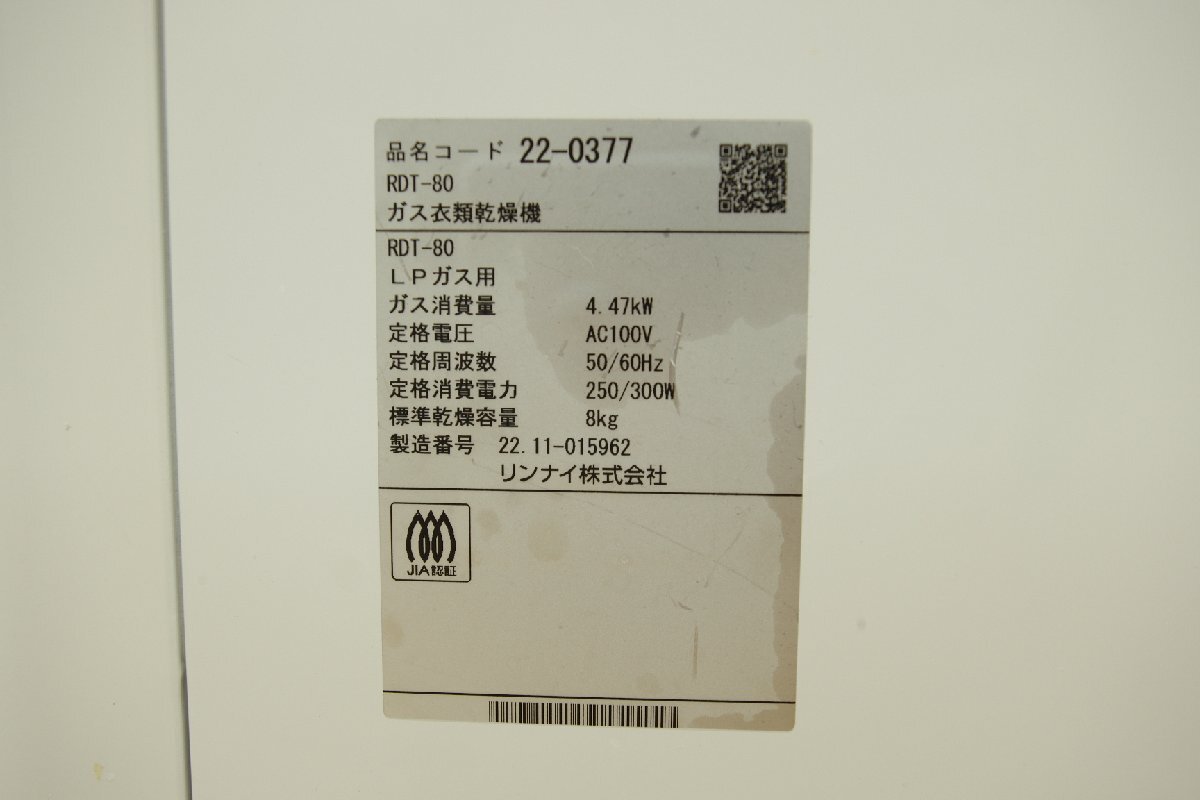 品名コード 22-0377
RDT-80
ガス衣類乾燥機
RDT-80
LPガス用
ガス消費量 4.47kW
定格電圧 AC100V
定格周波数 50/60Hz
定格消費電力 250/300W
標準乾燥容量 8kg
製造番号 22.11-015962
リンナイ株式会社
JIA認証